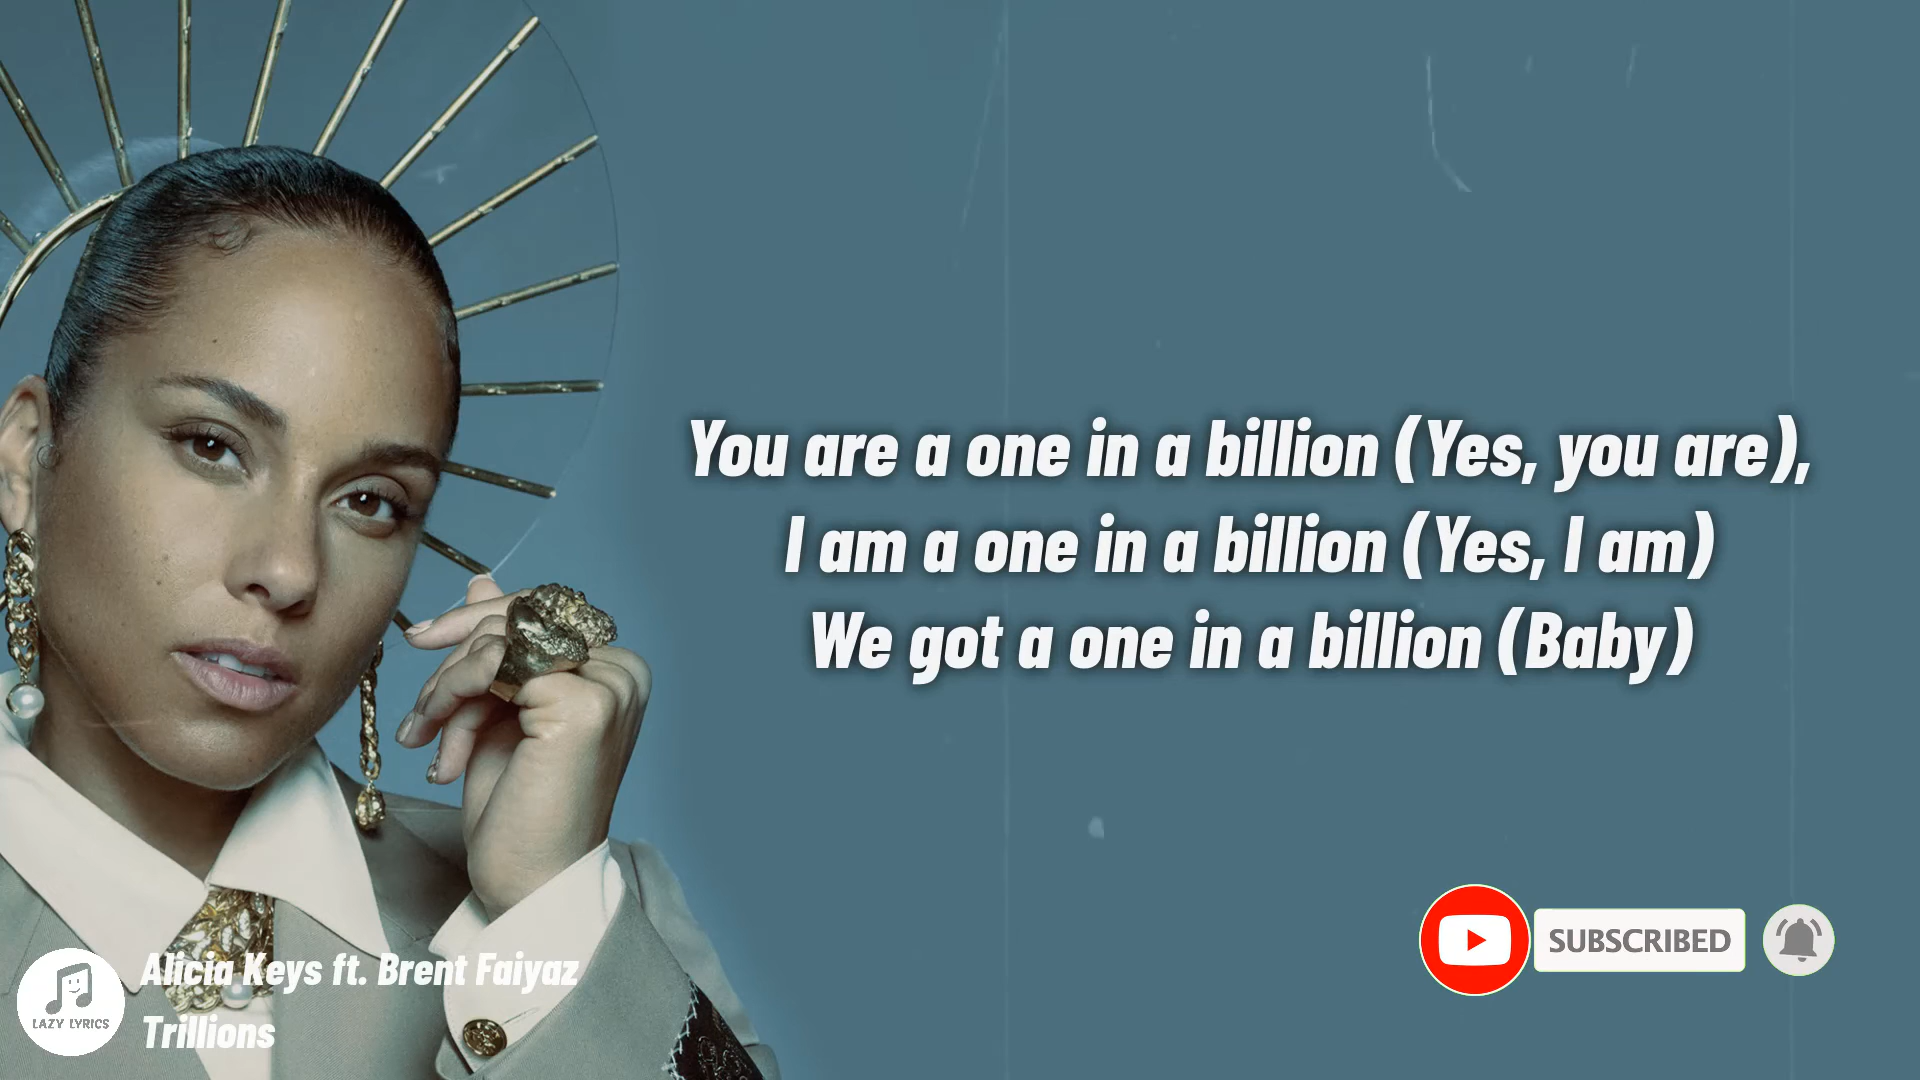 You are a one in a billion (Yes, you are),
I am a one in a billion (Yes, I am)
We got a one in a billion (Baby)
SUBSCRIBED
Alicia Keys ft. Brent Faiyaz
LAZY LYRICS
Trillions